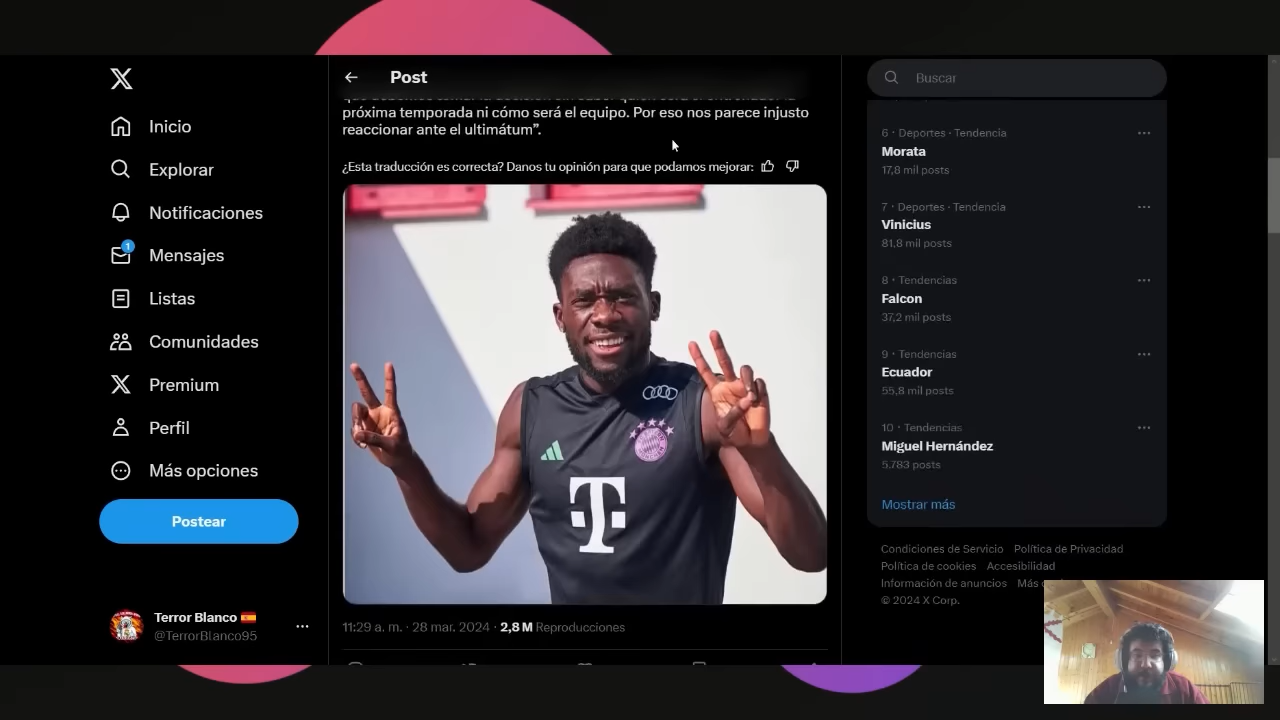 Post
Buscar
próxima temporada ni cómo será el equipo. Por eso nos parece injusto
reaccionar ante el ultimátum”.
¿Esta traducción es correcta? Danos tu opinión para que podamos mejorar:
T
Inicio
Explorar
Notificaciones
1
Mensajes
Listas
Comunidades
Premium
Perfil
Más opciones
Postear
Terror Blanco
@TerrorBlanco95
11:29 a. m. · 28 mar. 2024 · 2,8 M Reproducciones
6 · Deportes · Tendencia
Morata
17,8 mil posts
7 · Deportes · Tendencia
Vinicius
81,8 mil posts
8 · Tendencias
Falcon
37,2 mil posts
9 · Tendencias
Ecuador
55,8 mil posts
10 · Tendencias
Miguel Hernández
5.783 posts
Mostrar más
Condiciones de Servicio Política de Privacidad
Política de cookies Accesibilidad
Información de anuncios
© 2024 X Corp.